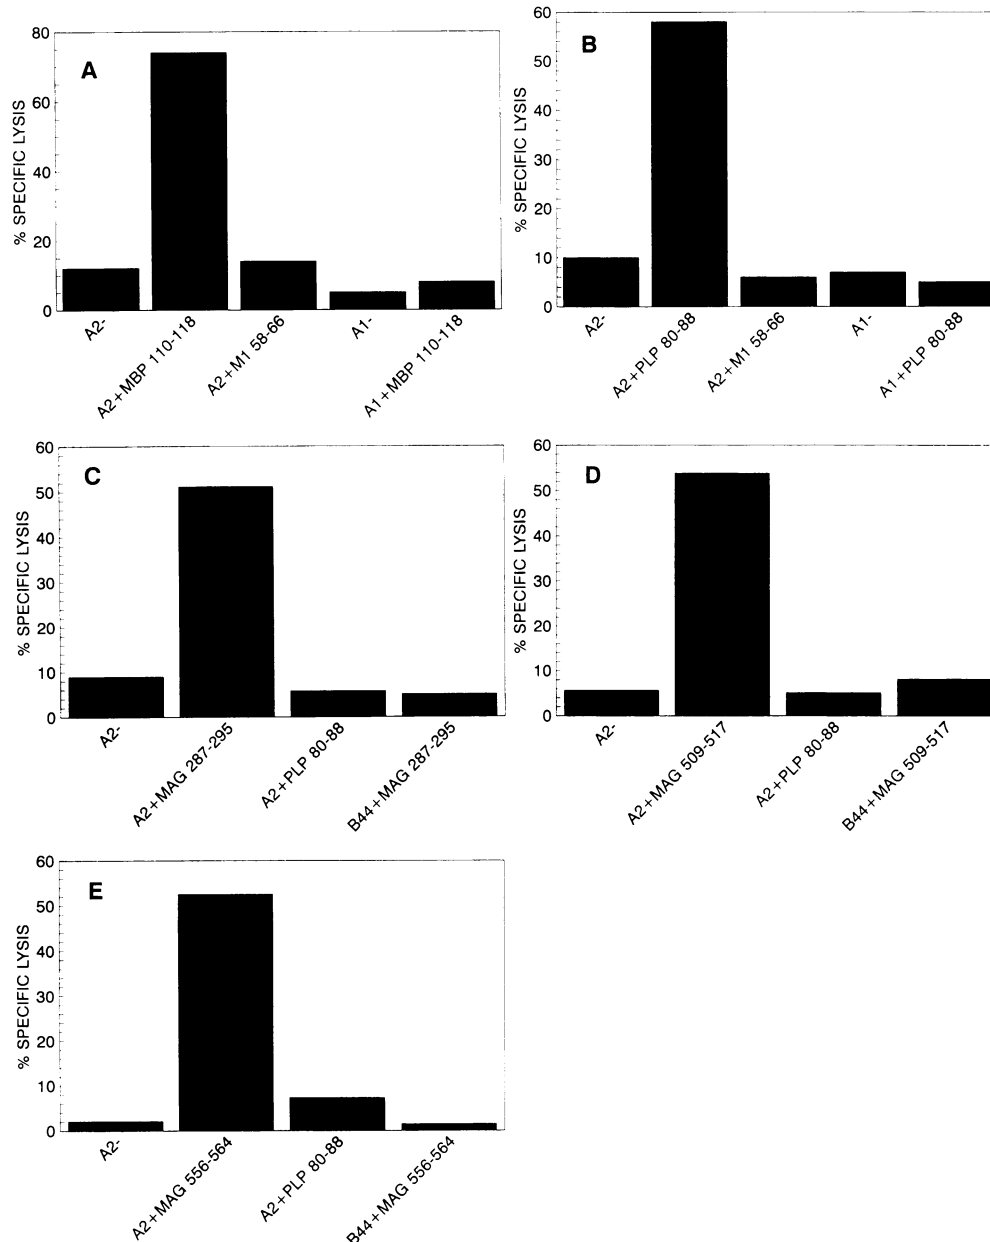 A
% SPECIFIC LYSIS
80
60
40
20
0
A2-
A2+MBP 110-118
A2+M1 58-66
A1-
A1+MBP 110-118
B
% SPECIFIC LYSIS
60
50
40
30
20
10
0
A2-
A2+PLP 80-88
A2+M1 58-66
A1-
A1+PLP 80-88
C
% SPECIFIC LYSIS
60
50
40
30
20
10
0
A2-
A2+MAG 287-295
A2+PLP 80-88
B44+MAG 287-295
D
% SPECIFIC LYSIS
60
50
40
30
20
10
0
A2-
A2+MAG 509-517
A2+PLP 80-88
B44+MAG 509-517
E
% SPECIFIC LYSIS
60
50
40
30
20
10
0
A2-
A2+MAG 556-564
A2+PLP 80-88
B44+MAG 556-564